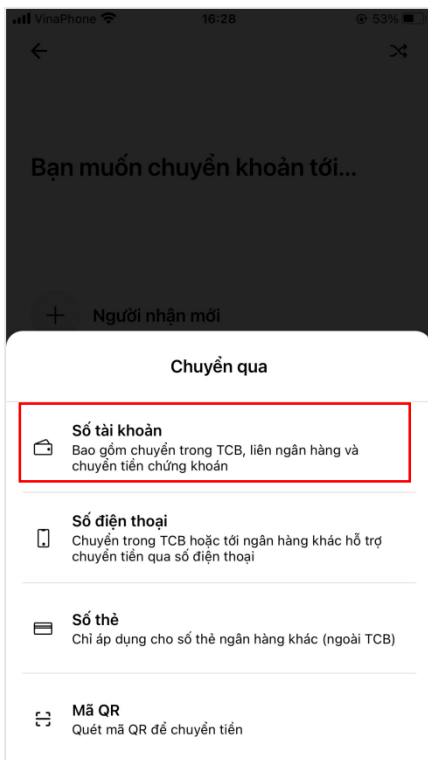 VinaPhone 16:28 53%
Bạn muốn chuyển khoản tới...
Người nhận mới
Chuyển qua
Số tài khoản
Bao gồm chuyển trong TCB, liên ngân hàng và
chuyển tiền chứng khoán
Số điện thoại
Chuyển trong TCB hoặc tới ngân hàng khác hỗ trợ
chuyển tiền qua số điện thoại
Số thẻ
Chỉ áp dụng cho số thẻ ngân hàng khác (ngoài TCB)
Mã QR
Quét mã QR để chuyển tiền